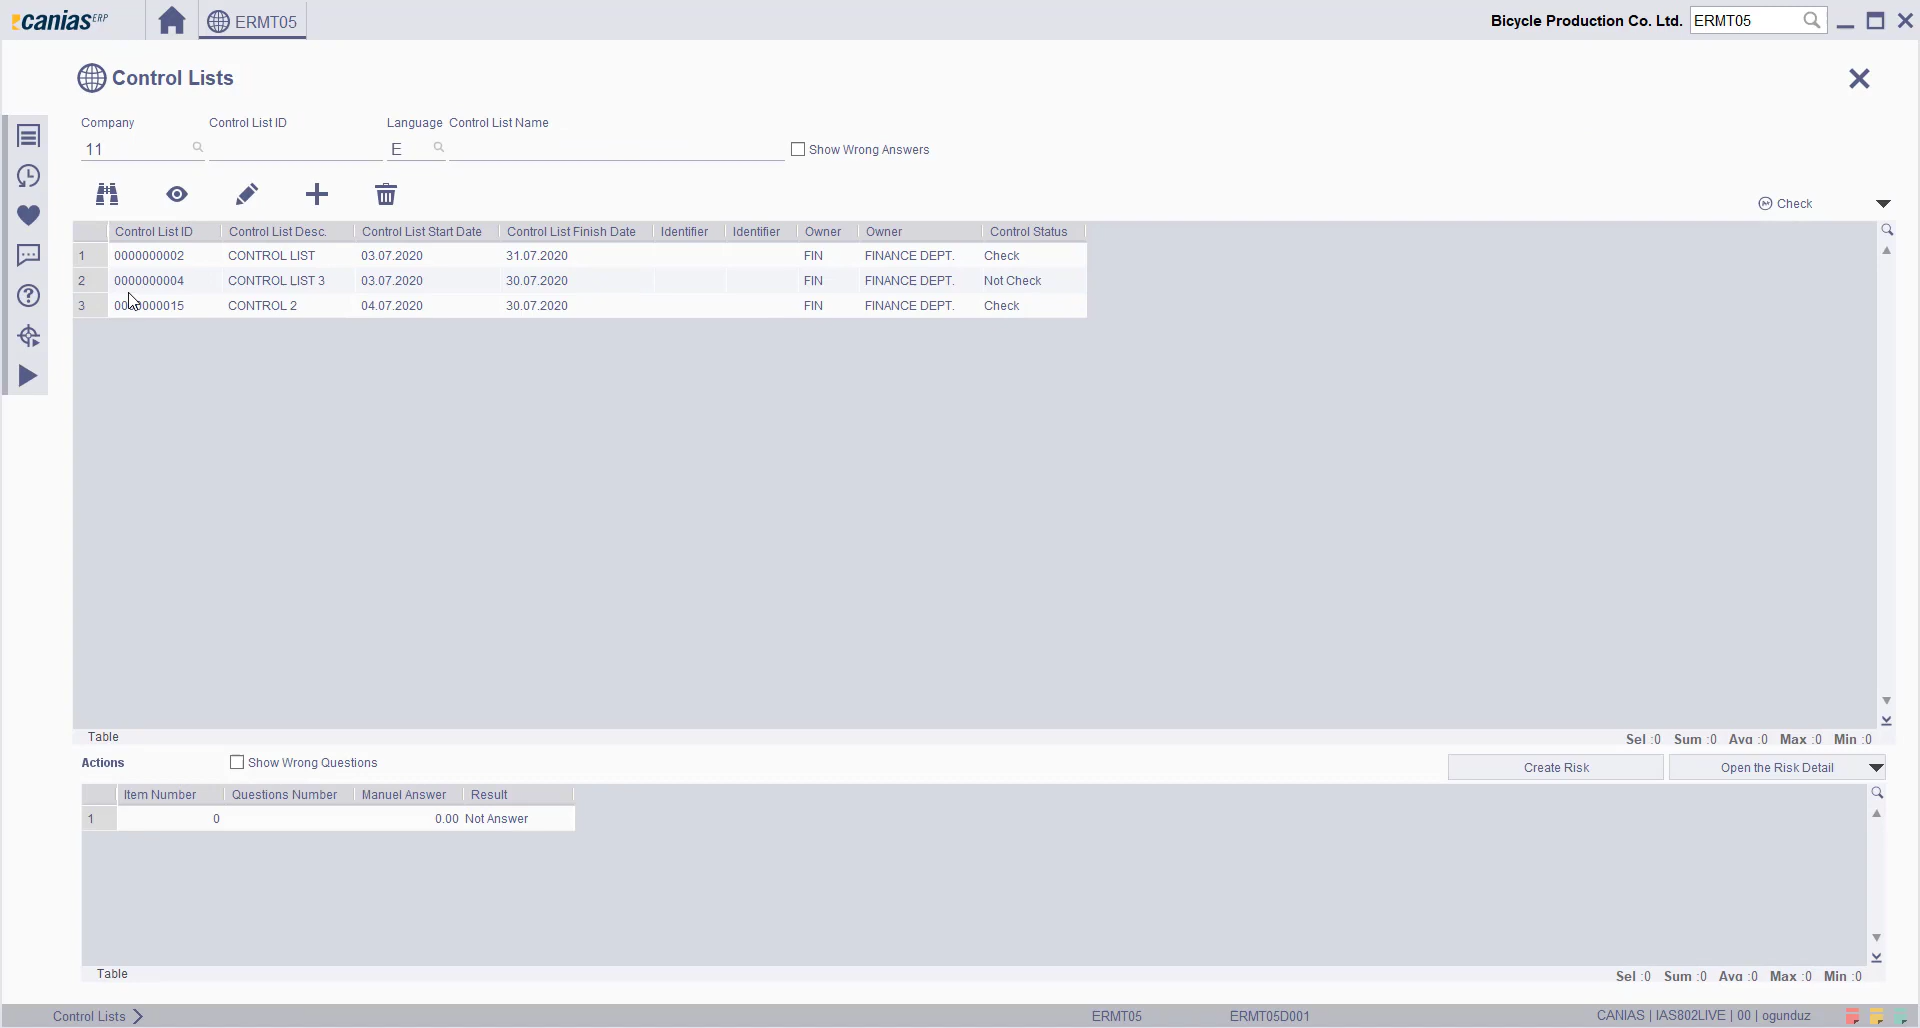 canias ERP ERMT05 Bicycle Production Co. Ltd. ERMT05
Control Lists
Company Control List ID Language Control List Name
11 E Show Wrong Answers
Check
Control List ID Control List Desc. Control List Start Date Control List Finish Date Identifier Identifier Owner Owner Control Status
1 0000000002 CONTROL LIST 03.07.2020 31.07.2020 FIN FINANCE DEPT. Check
2 0000000004 CONTROL LIST 3 03.07.2020 30.07.2020 FIN FINANCE DEPT. Not Check
3 0000000015 CONTROL 2 04.07.2020 30.07.2020 FIN FINANCE DEPT. Check
Table
Sel :0 Sum :0 Avg :0 Max :0 Min :0
Actions Show Wrong Questions Create Risk Open the Risk Detail
Item Number Questions Number Manuel Answer Result
1 0 0.00 Not Answer
Table
Sel :0 Sum :0 Avg :0 Max :0 Min :0
Control Lists ERMT05 ERMT05D001 CANIAS | IAS802LIVE | 00 | ogunduz